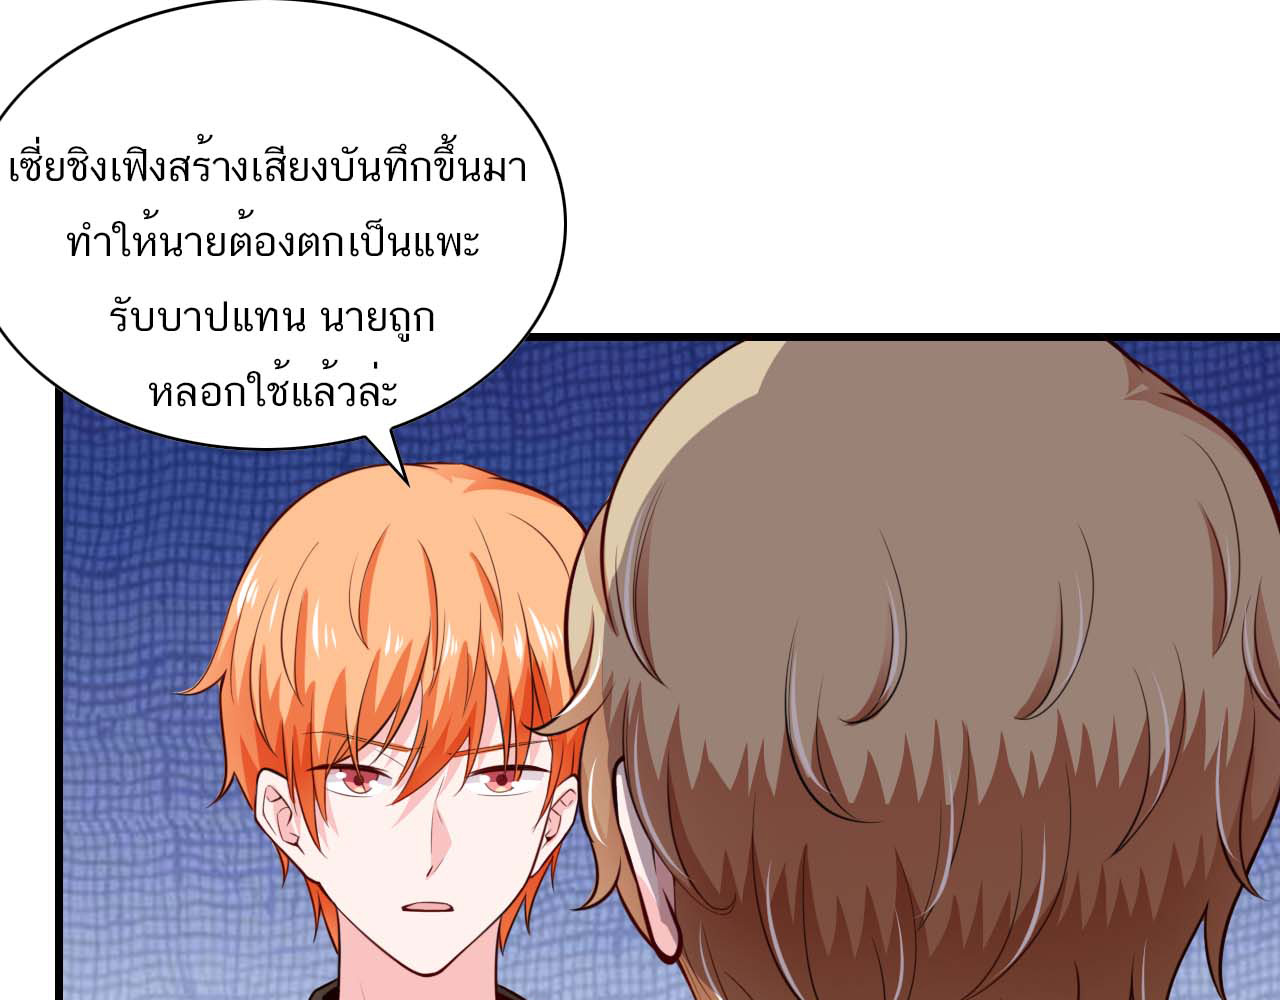 เซี่ยชิงเฟิงสร้างเสียงบันทึกขึ้นมา
ทำให้นายต้องตกเป็นแพะ
รับบาปแทน นายถูก
หลอกใช้แล้วล่ะ